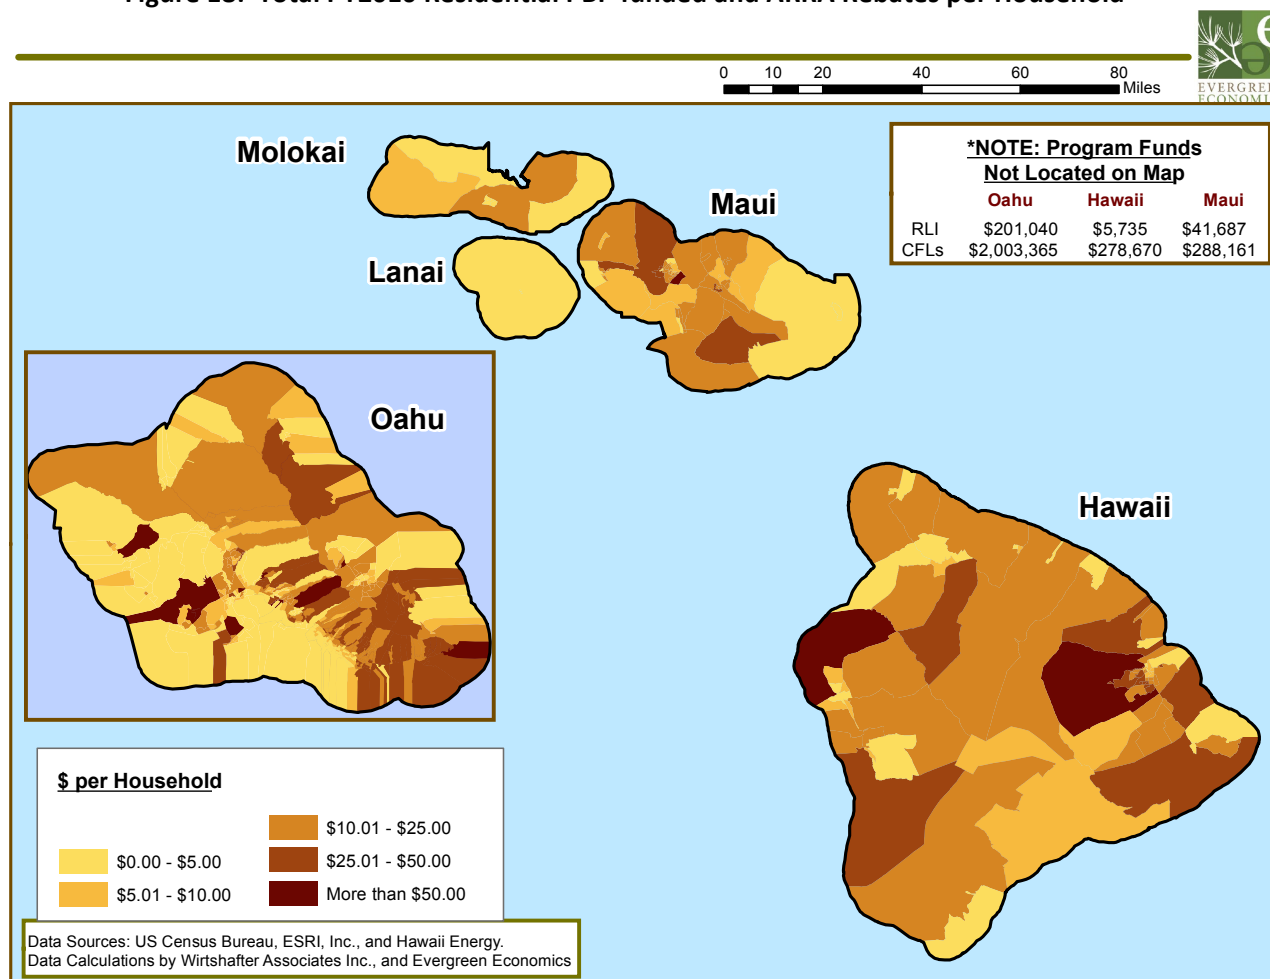 0 10 20 40 60 80
Miles
EVERGRE
ECONOMI
*NOTE: Program Funds
Not Located on Map
Oahu Hawaii Maui
RLI $201,040 $5,735 $41,687
CFLs $2,003,365 $278,670 $288,161
Molokai
Maui
Lanai
Oahu
Hawaii
$ per Household
$0.00 - $5.00
$5.01 - $10.00
$10.01 - $25.00
$25.01 - $50.00
More than $50.00
Data Sources: US Census Bureau, ESRI, Inc., and Hawaii Energy.
Data Calculations by Wirtshafter Associates Inc., and Evergreen Economics